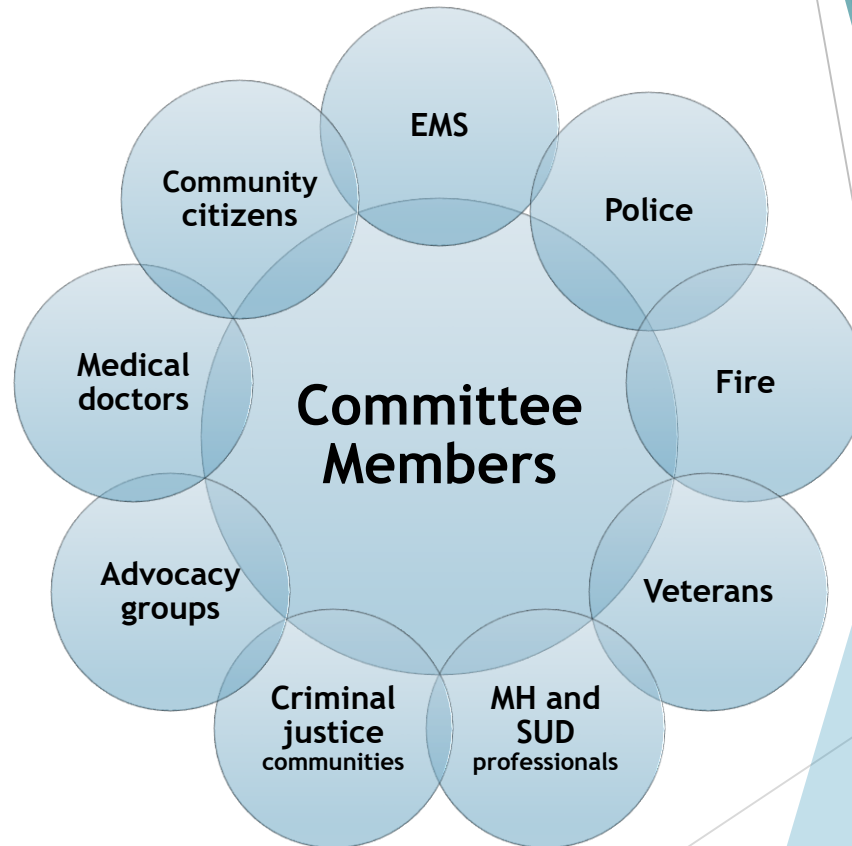 EMS
Police
Fire
Veterans
MH and
SUD
professionals
Criminal
justice
communities
Advocacy
groups
Medical
doctors
Community
citizens
Committee
Members